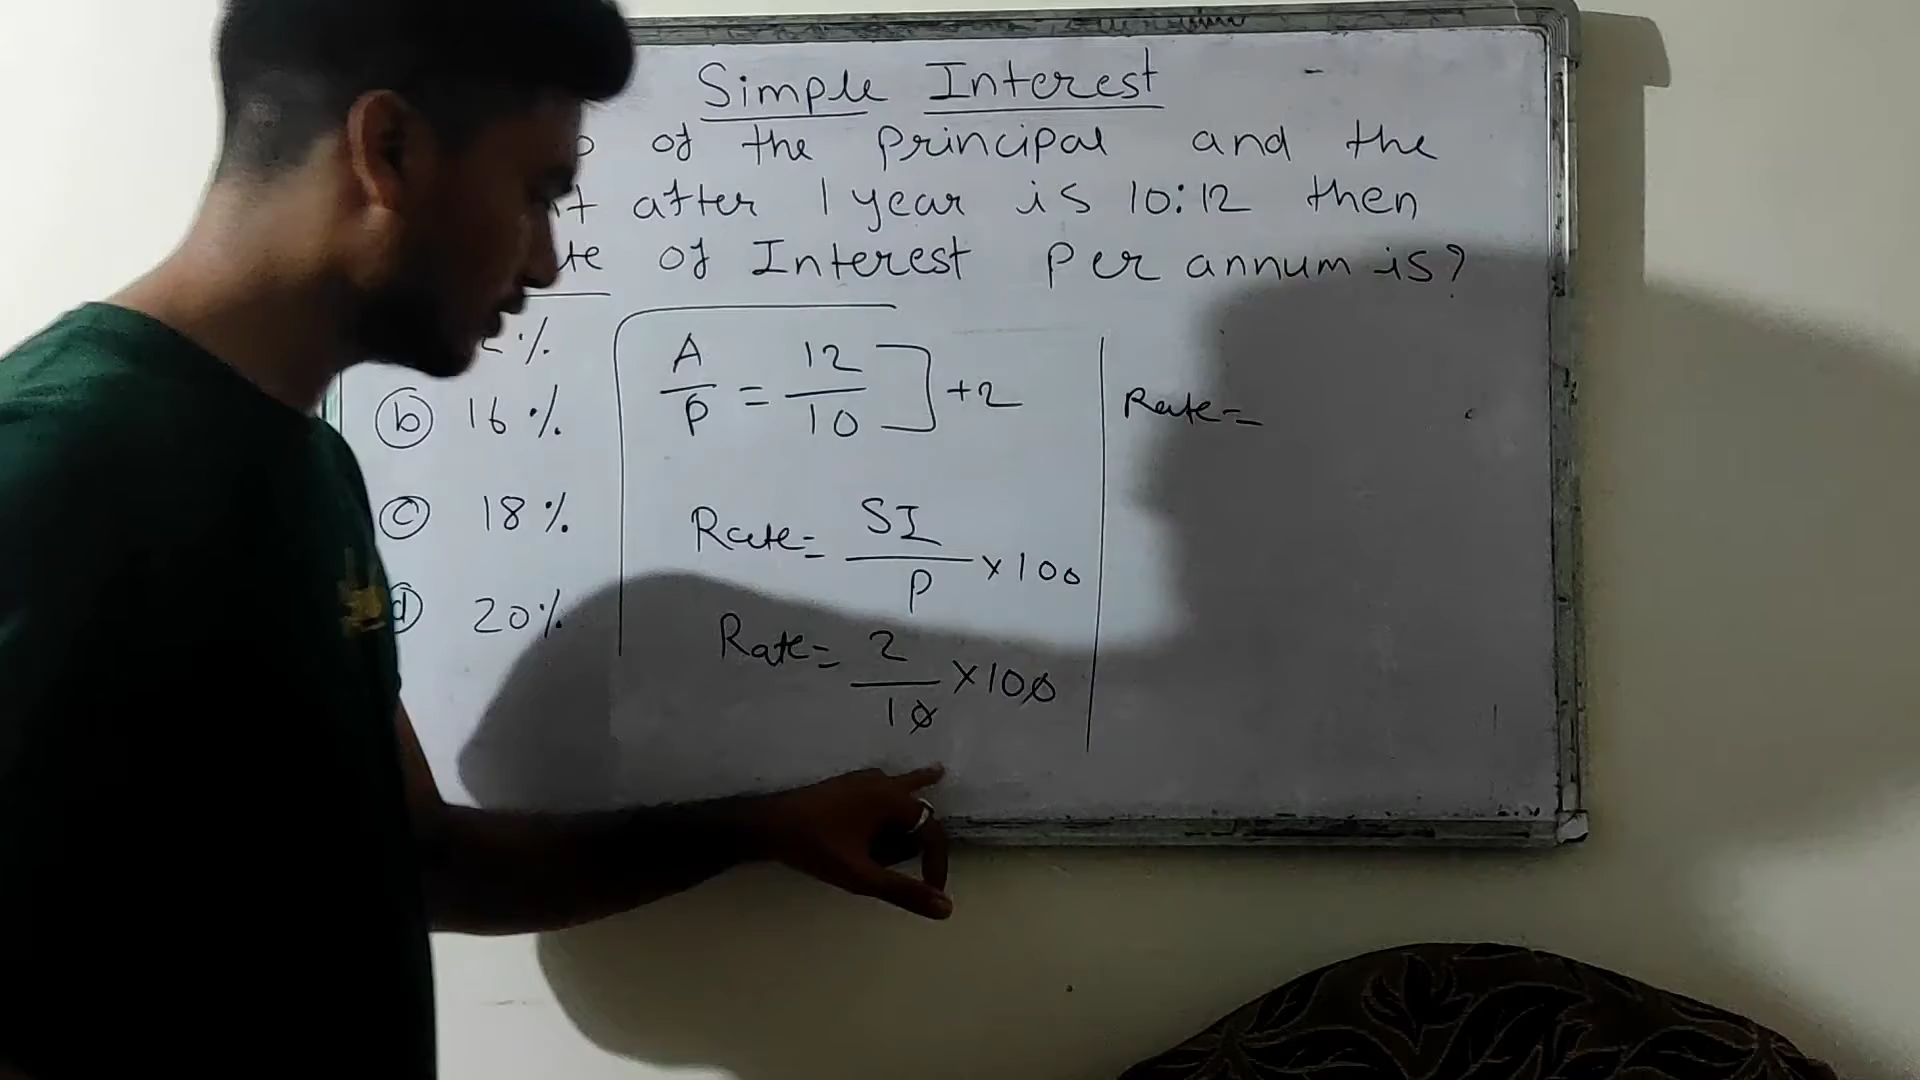 Simple Interest
of the principal and the
after 1 year is 10:12 then
of Interest per annum is?
%
(b) 16%
(c) 18%
(d) 20%
A/P = 12/10 ] +2
Rate = SI/P × 100
Rate = 2/10 × 100
Rate =